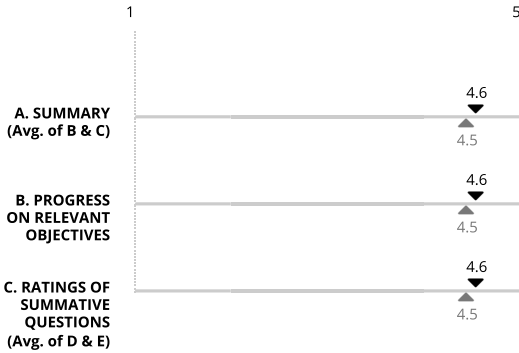 1
5
4.6
A. SUMMARY
(Avg. of B & C)
4.5
4.6
B. PROGRESS
ON RELEVANT
OBJECTIVES
4.5
4.6
C. RATINGS OF
SUMMATIVE
QUESTIONS
(Avg. of D & E)
4.5